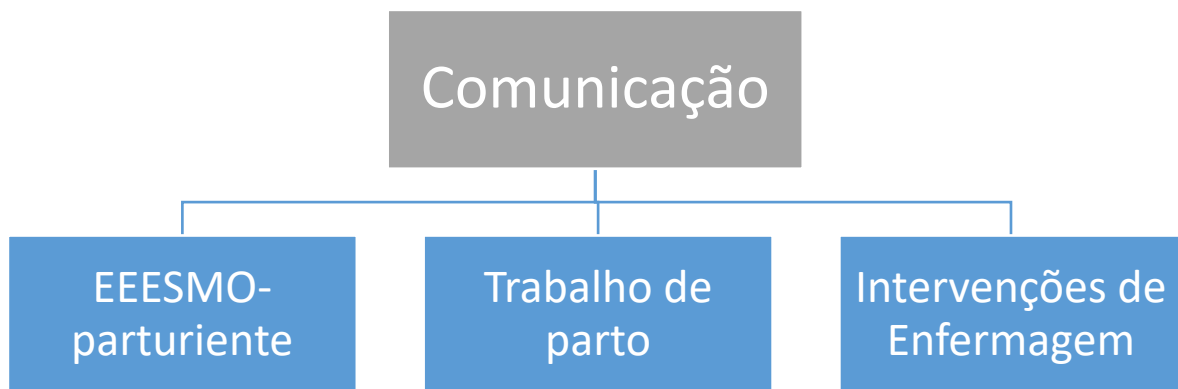 Comunicação
EEESMO-
parturiente
Trabalho de
parto
Intervenções de
Enfermagem